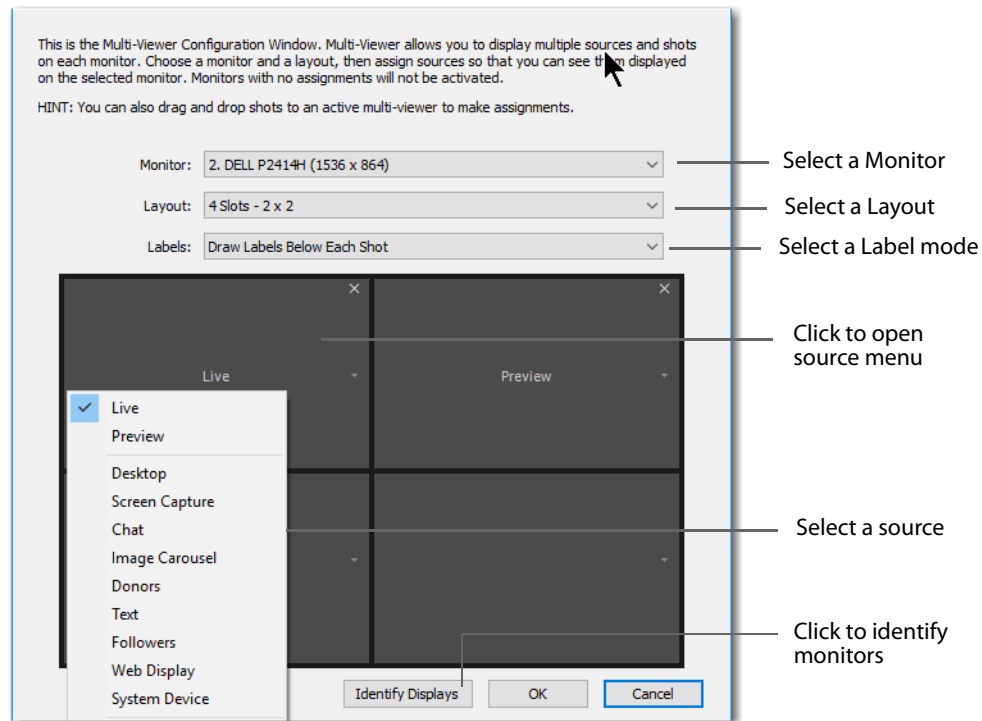 This is the Multi-Viewer Configuration Window. Multi-Viewer allows you to display multiple sources and shots
on each monitor. Choose a monitor and a layout, then assign sources so that you can see them displayed
on the selected monitor. Monitors with no assignments will not be activated.
HINT: You can also drag and drop shots to an active multi-viewer to make assignments.
Monitor: 2. DELL P2414H (1536 x 864)
Select a Monitor
Layout: 4 Slots - 2 x 2
Select a Layout
Labels: Draw Labels Below Each Shot
Select a Label mode
Click to open
source menu
Live
Preview
Live
Preview
Desktop
Screen Capture
Chat
Image Carousel
Donors
Text
Followers
Web Display
System Device
Select a source
Click to identify
monitors
Identify Displays
OK
Cancel